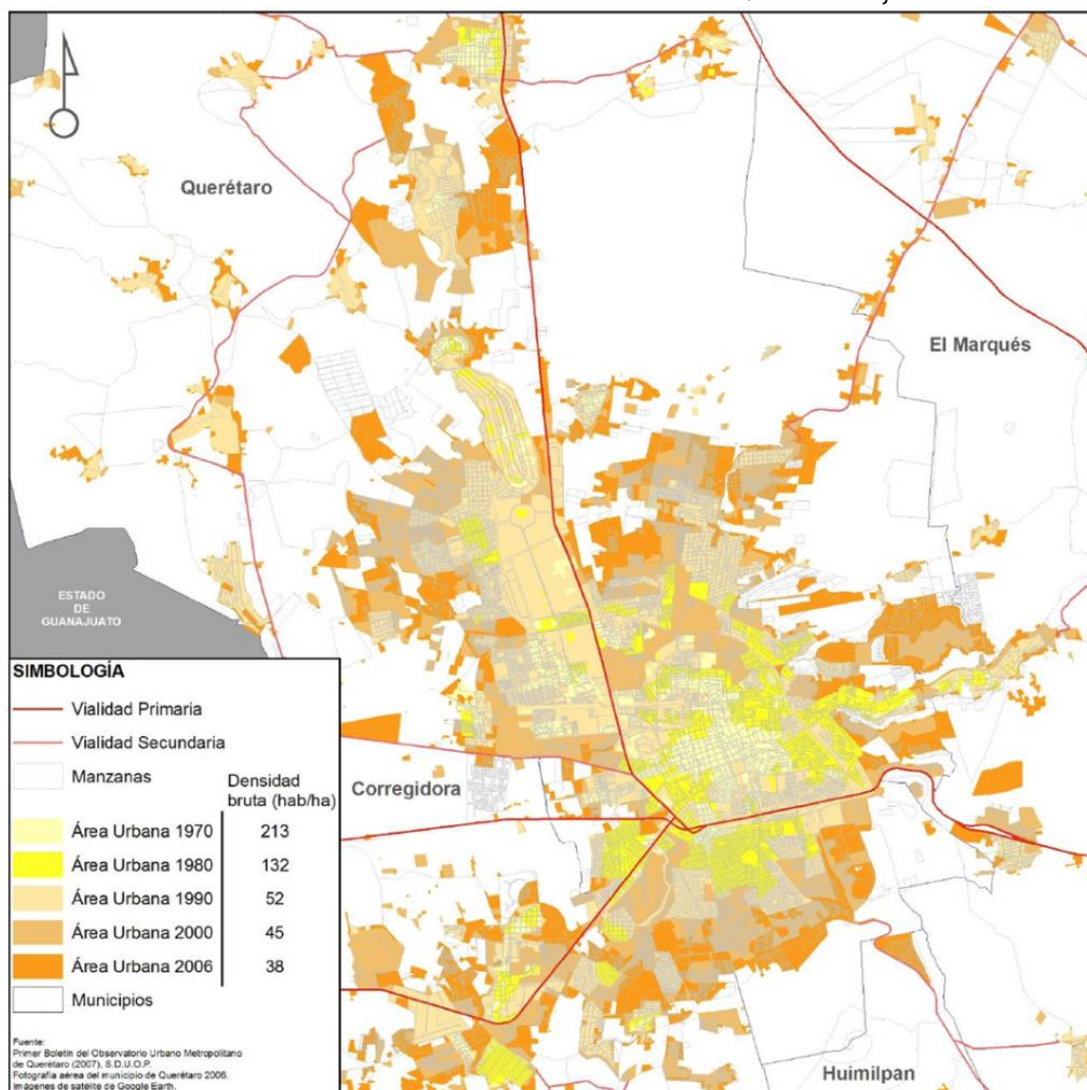 Querétaro
El Marqués
ESTADO
DE
GUANAJUATO
Corregidora
Huimilpan
SIMBOLOGÍA
Vialidad Primaria
Vialidad Secundaria
Manzanas
Densidad
bruta (hab/ha)
Área Urbana 1970 213
Área Urbana 1980 132
Área Urbana 1990 52
Área Urbana 2000 45
Área Urbana 2006 38
Municipios
Fuente:
Primer Boletín del Observatorio Urbano Metropolitano
de Querétaro (2007), S.D.U.O.P.
Fotografía aérea del municipio de Querétaro 2006.
Imágenes de satélite de Google Earth.